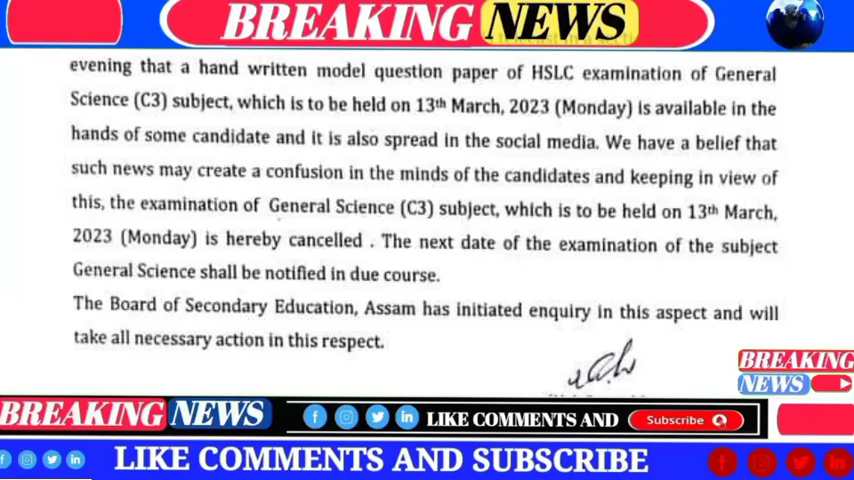 BREAKING NEWS
evening that a hand written model question paper of HSLC examination of General
Science (C3) subject, which is to be held on 13th March, 2023 (Monday) is available in the
hands of some candidate and it is also spread in the social media. We have a belief that
such news may create a confusion in the minds of the candidates and keeping in view of
this, the examination of General Science (C3) subject, which is to be held on 13th March,
2023 (Monday) is hereby cancelled . The next date of the examination of the subject
General Science shall be notified in due course.
The Board of Secondary Education, Assam has initiated enquiry in this aspect and will
take all necessary action in this respect.
BREAKING
NEWS
BREAKING NEWS
LIKE COMMENTS AND Subscribe
LIKE COMMENTS AND SUBSCRIBE